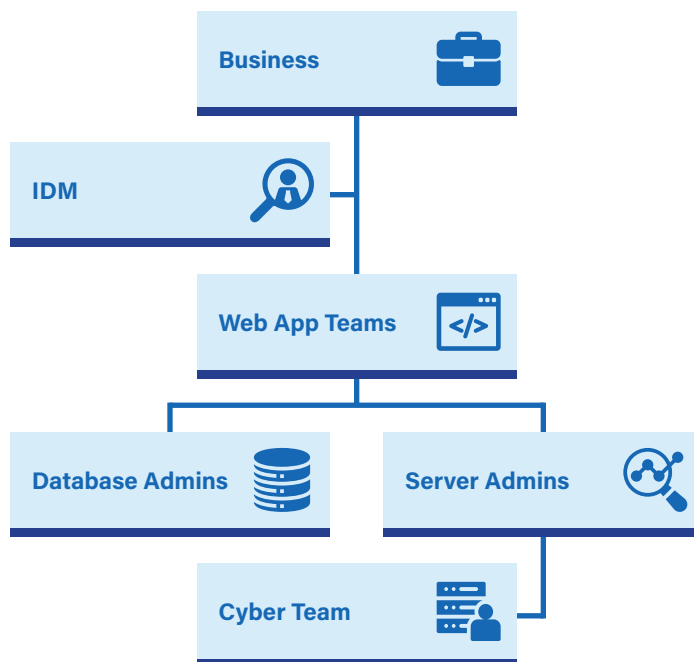 Business
IDM
Web App Teams
</>
Database Admins
Server Admins
Cyber Team